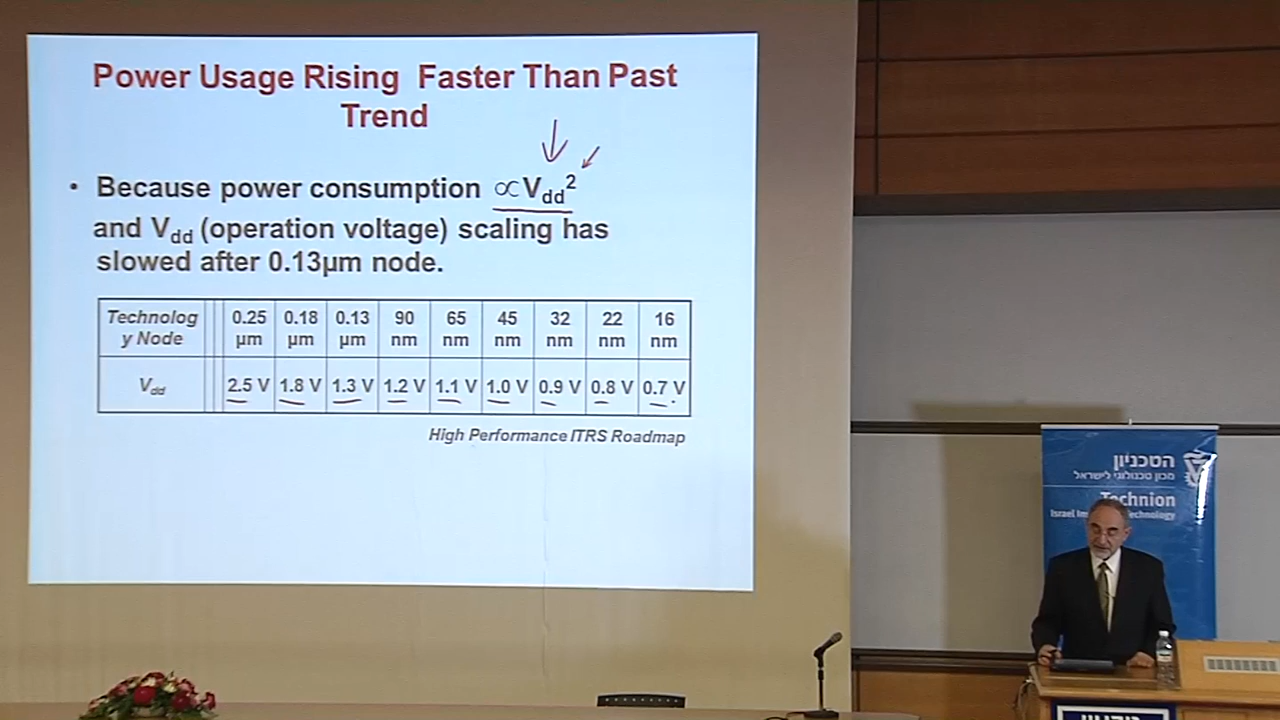 Power Usage Rising Faster Than Past
Trend
• Because power consumption ∝Vdd²
and Vdd (operation voltage) scaling has
slowed after 0.13µm node.
Technolog
y Node
0.25
µm
0.18
µm
0.13
µm
90
nm
65
nm
45
nm
32
nm
22
nm
16
nm
Vdd 2.5 V 1.8 V 1.3 V 1.2 V 1.1 V 1.0 V 0.9 V 0.8 V 0.7 V
High Performance ITRS Roadmap
הטכניון
מכון טכנולוגי לישראל
Technion
Israel Technology